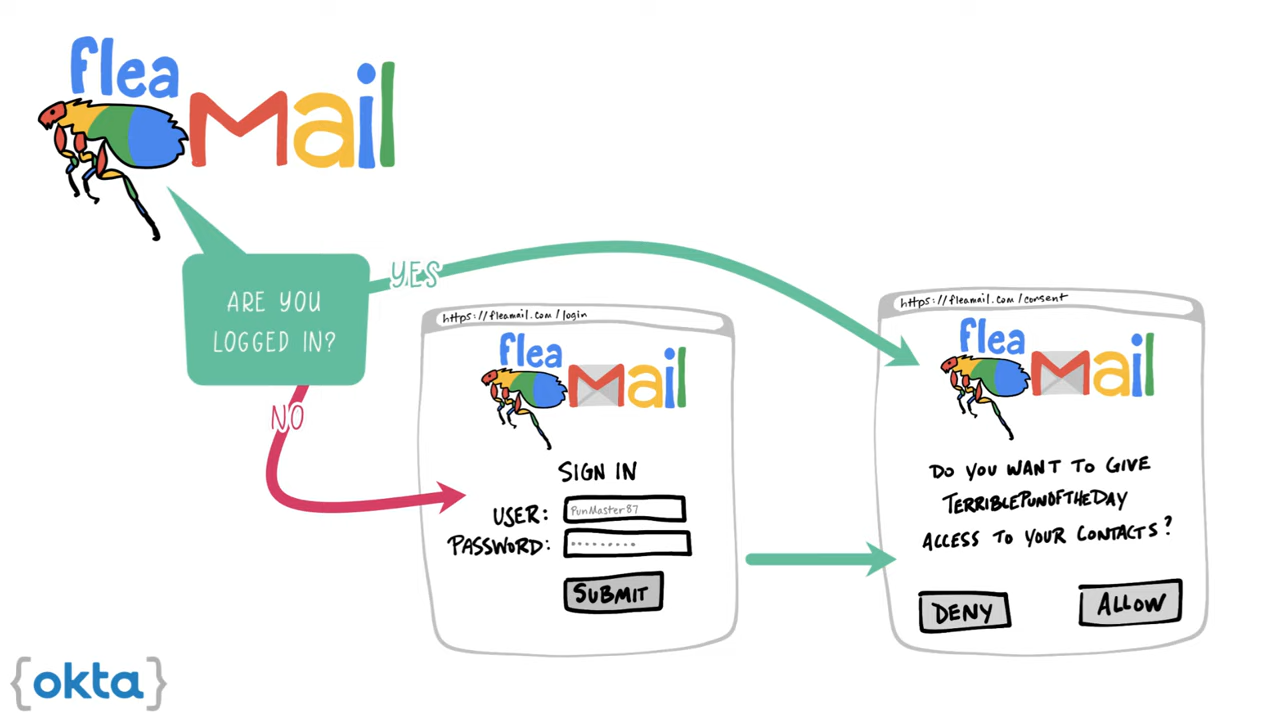 flea
Mail
ARE YOU
LOGGED IN?
YES
NO
https://fleamail.com/login
flea
Mail
SIGN IN
USER: PunMaster87
PASSWORD: •••••••••
SUBMIT
https://fleamail.com/consent
flea
Mail
DO YOU WANT TO GIVE
TERRIBLEPUNOFTHEDAY
ACCESS TO YOUR CONTACTS?
DENY
ALLOW
{okta}